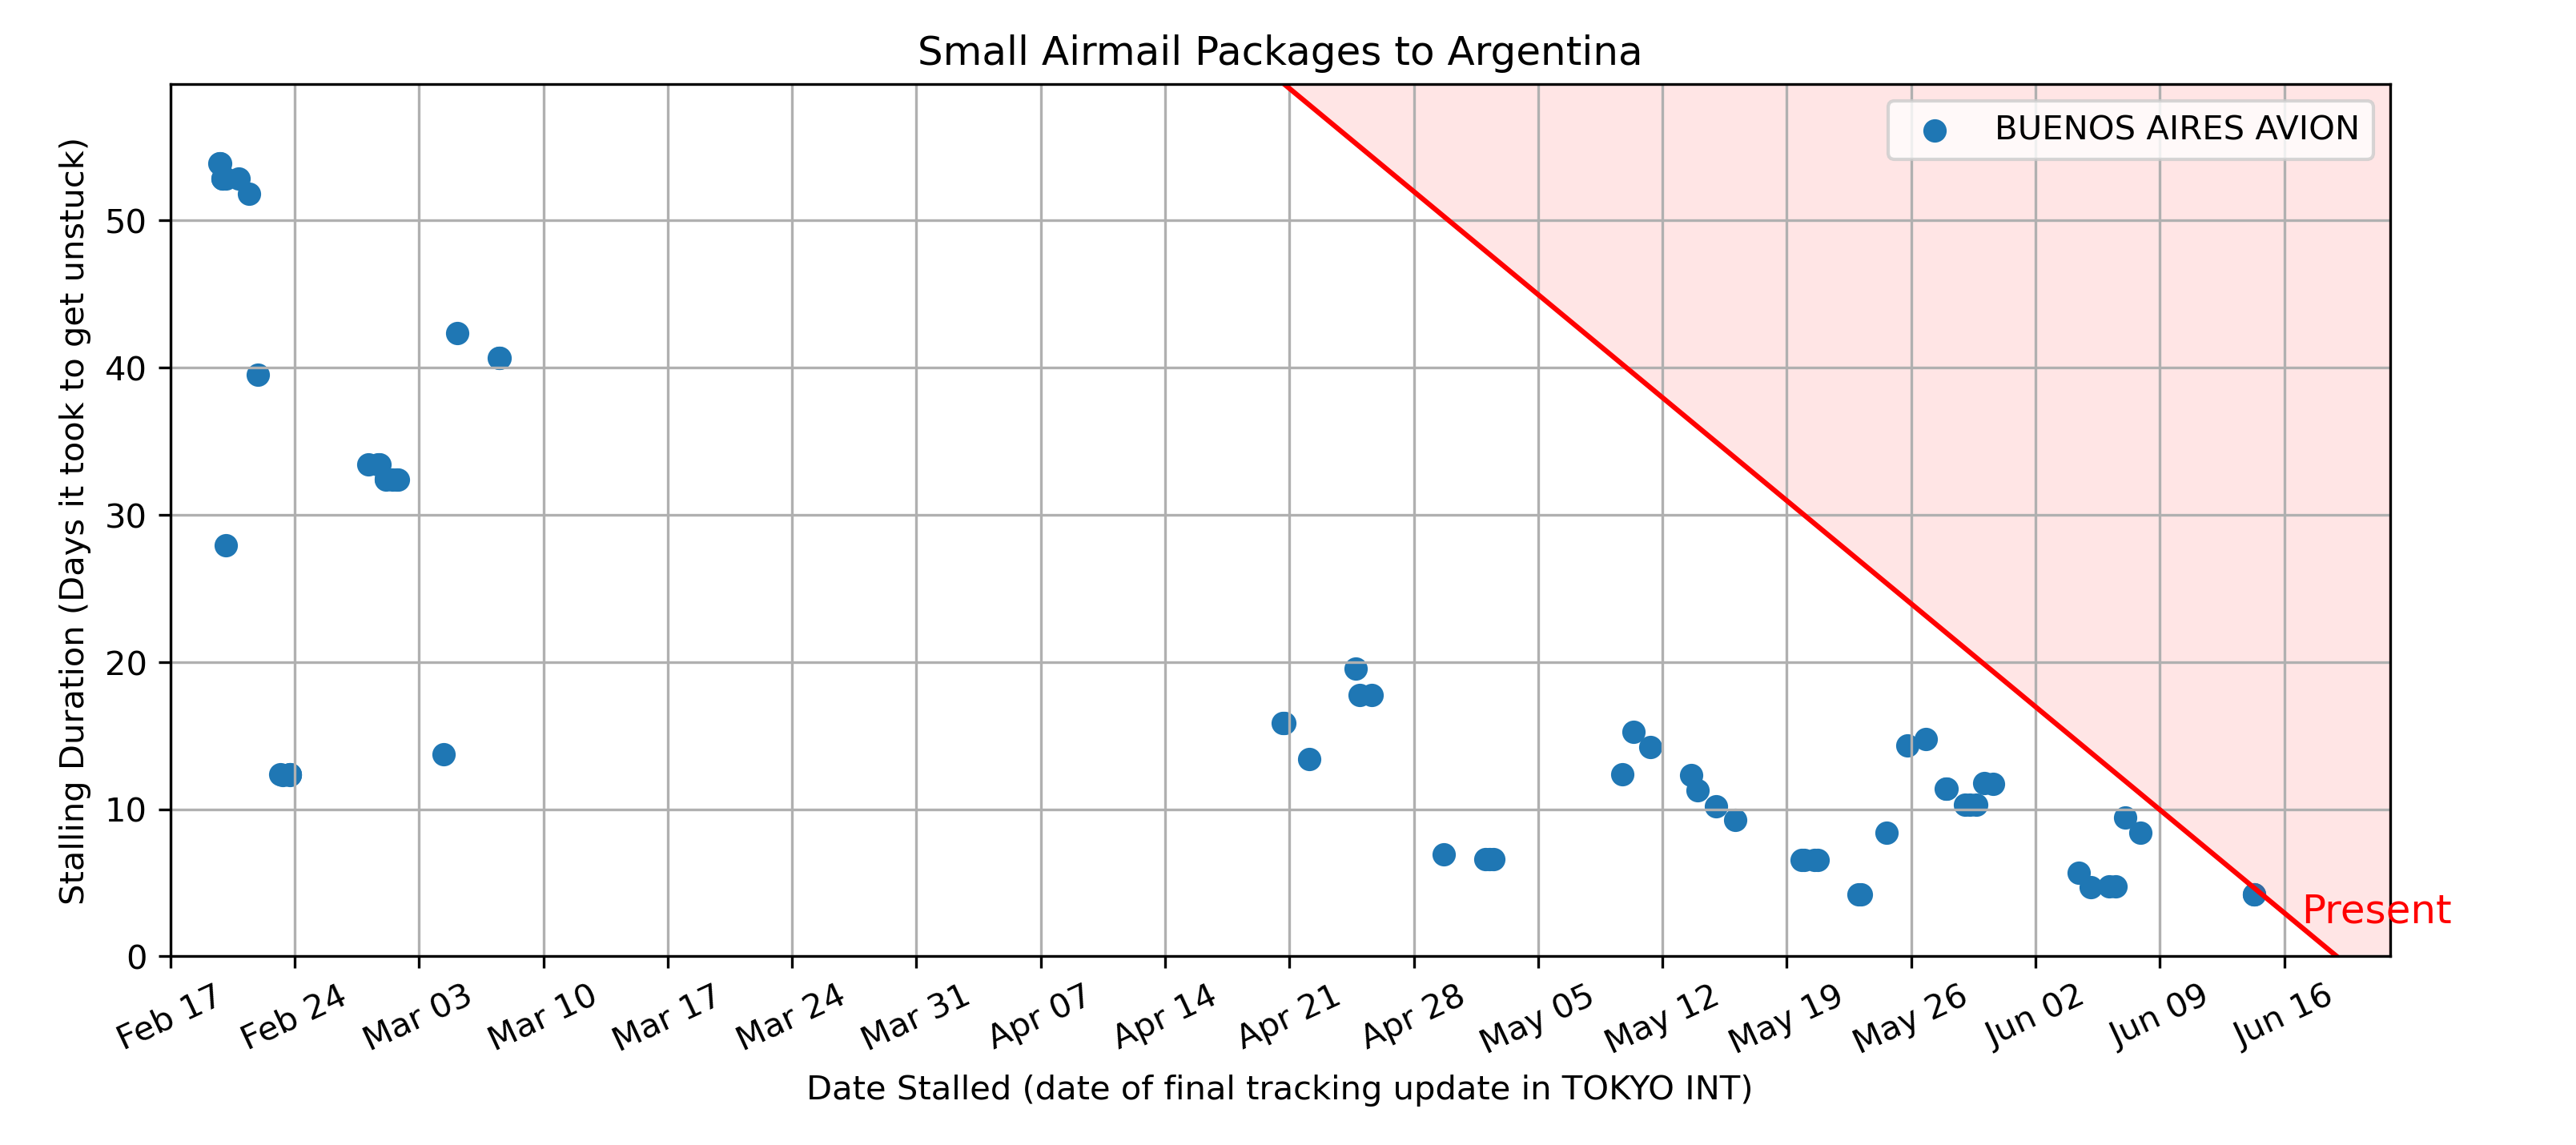 Small Airmail Packages to Argentina
BUENOS AIRES AVION
Stalling Duration (Days it took to get unstuck)
50
40
30
20
10
0
Present
Feb 17
Feb 24
Mar 03
Mar 10
Mar 17
Mar 24
Mar 31
Apr 07
Apr 14
Apr 21
Apr 28
May 05
May 12
May 19
May 26
Jun 02
Jun 09
Jun 16
Date Stalled (date of final tracking update in TOKYO INT)